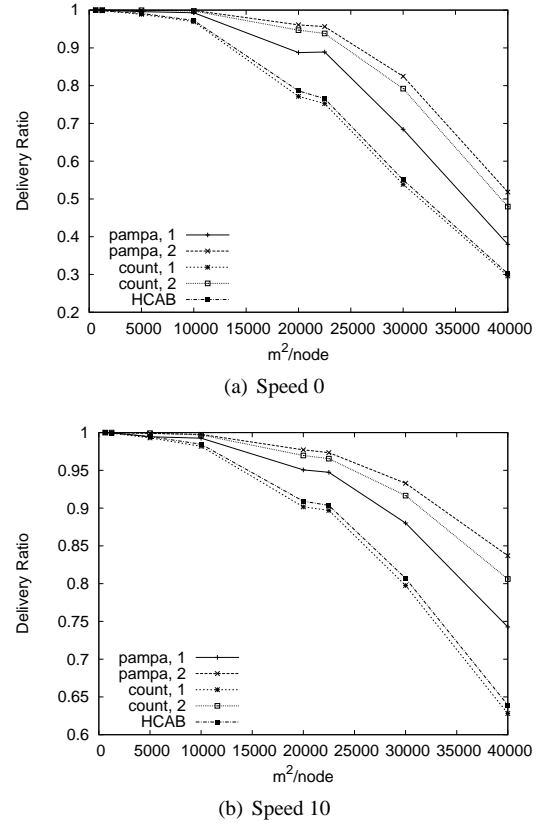 1
0.9
0.8
0.7
0.6
0.5
0.4
0.3
0.2
Delivery Ratio
pampa, 1
pampa, 2
count, 1
count, 2
HCAB
0 5000 10000 15000 20000 25000 30000 35000 40000
m²/node
(a) Speed 0
1
0.95
0.9
0.85
0.8
0.75
0.7
0.65
0.6
Delivery Ratio
pampa, 1
pampa, 2
count, 1
count, 2
HCAB
0 5000 10000 15000 20000 25000 30000 35000 40000
m²/node
(b) Speed 10